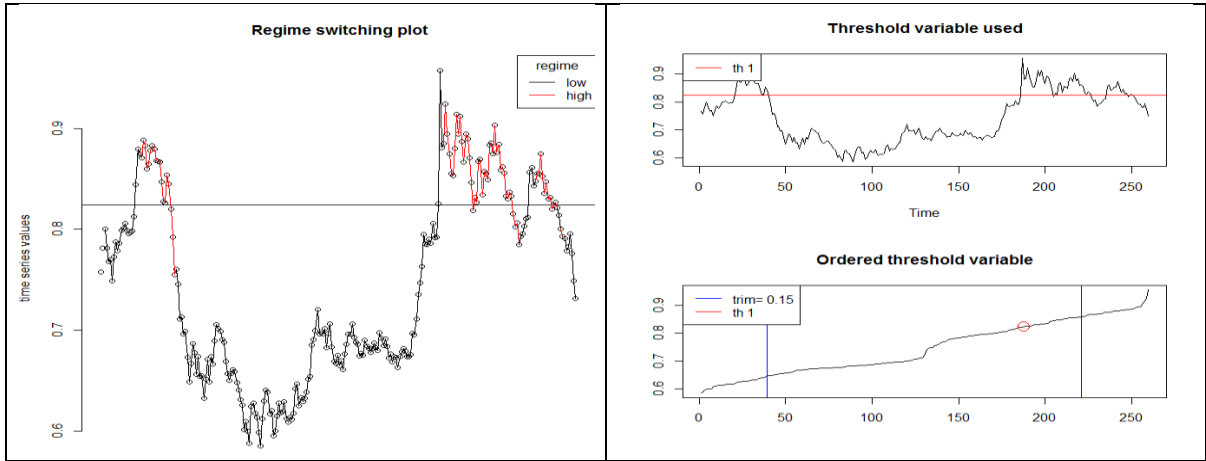 Regime switching plot
regime
low
high
time series values
0.9
0.8
0.7
0.6
Threshold variable used
th 1
0.9
0.8
0.7
0.6
0 50 100 150 200 250
Time
Ordered threshold variable
trim= 0.15
th 1
0.9
0.8
0.7
0.6
0 50 100 150 200 250